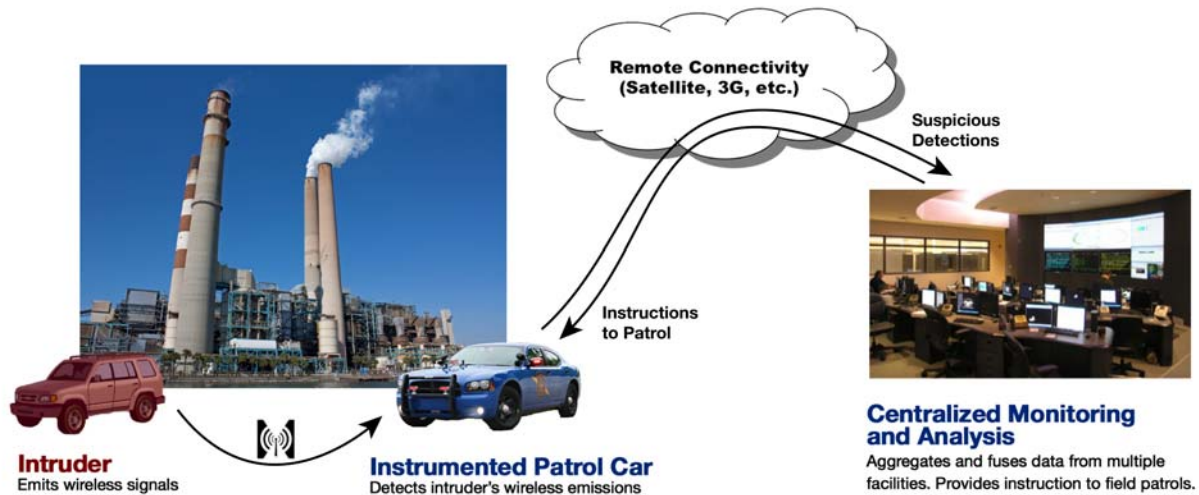 Remote Connectivity
(Satellite, 3G, etc.)
Suspicious
Detections
Instructions
to Patrol
Intruder
Emits wireless signals
Instrumented Patrol Car
Detects intruder's wireless emissions
Centralized Monitoring
and Analysis
Aggregates and fuses data from multiple
facilities. Provides instruction to field patrols.